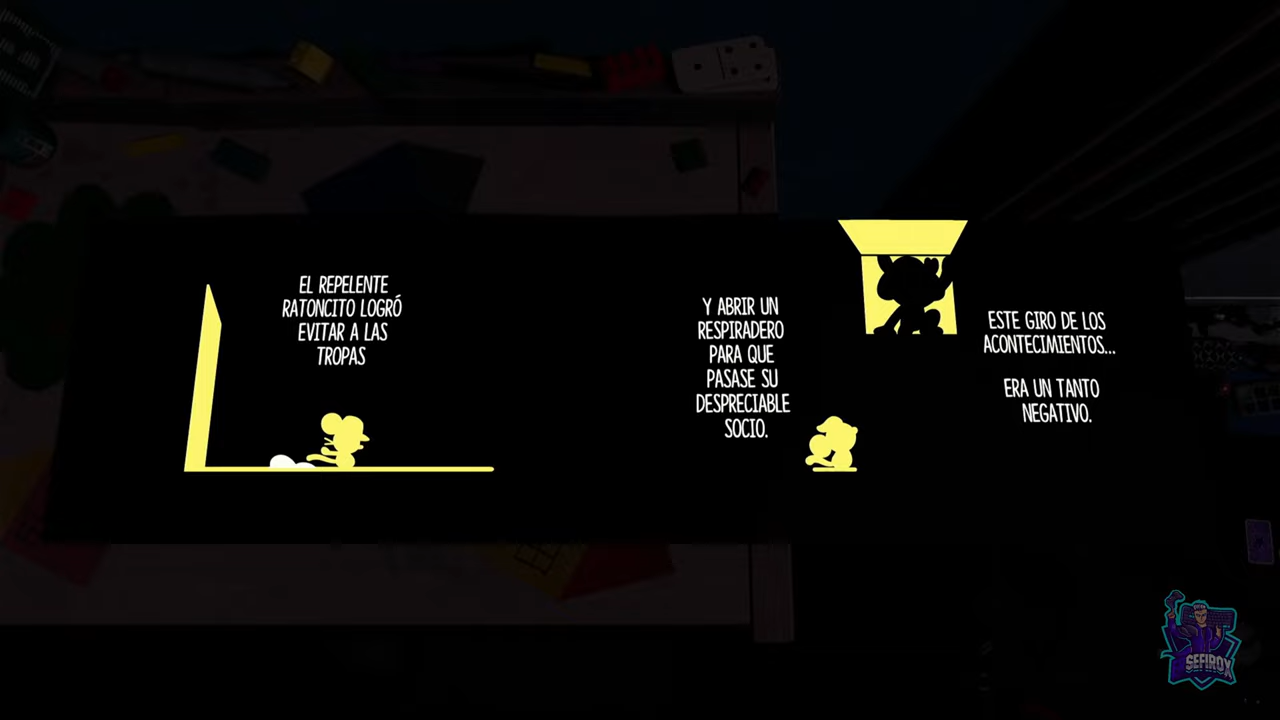 EL REPELENTE
RATONCITO LOGRÓ
EVITAR A LAS
TROPAS
Y ABRIR UN
RESPIRADERO
PARA QUE
PASASE SU
DESPRECIABLE
SOCIO.
ESTE GIRO DE LOS
ACONTECIMIENTOS...
ERA UN TANTO
NEGATIVO.
SEFIROX